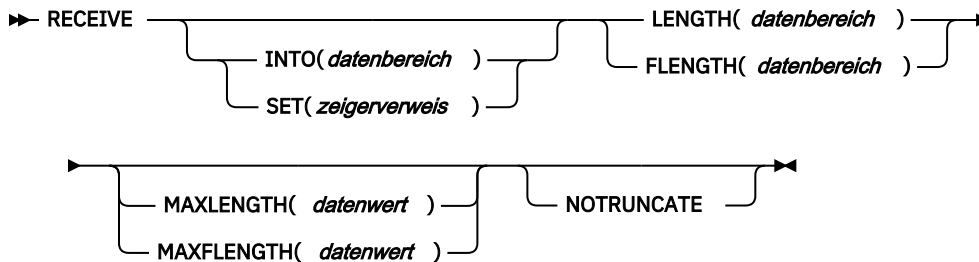 RECEIVE LENGTH( datenbereich )
INTO( datenbereich ) FLENGTH( datenbereich )
SET( zeigerverweis )
MAXLENGTH( datenwert ) NOTRUNCATE
MAXFLENGTH( datenwert )